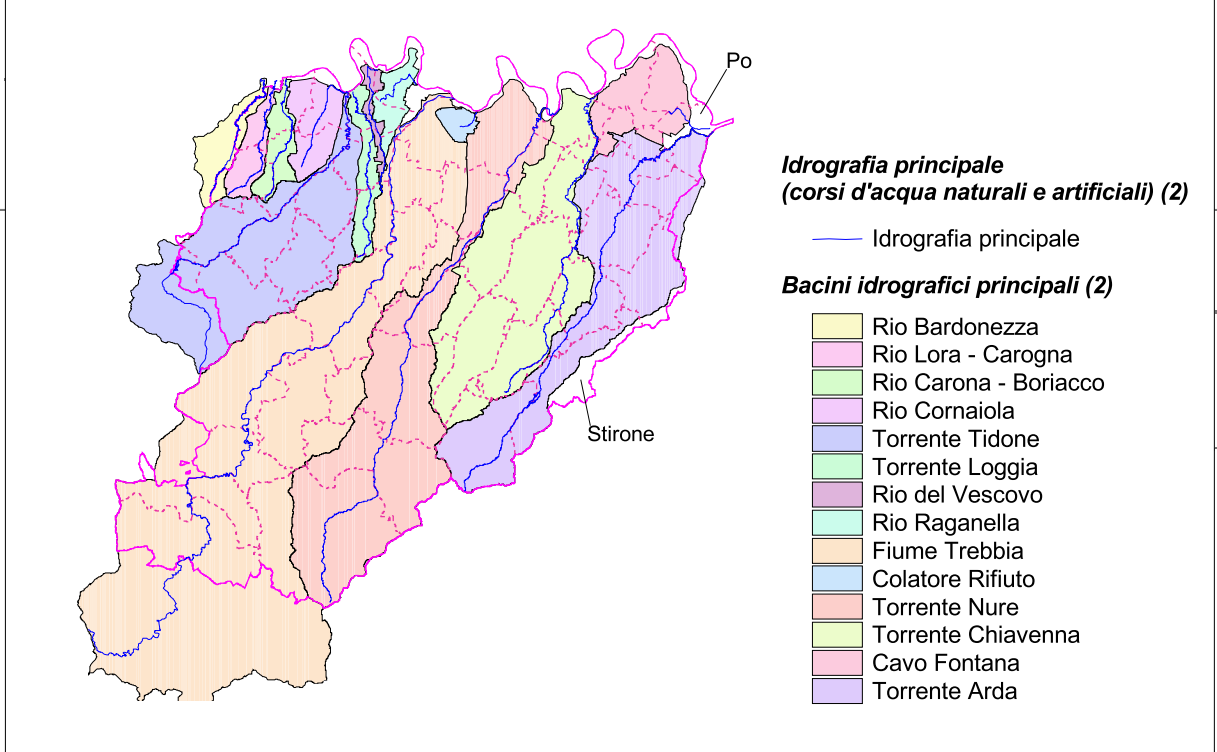 Po
Stirone
Idrografia principale
(corsi d'acqua naturali e artificiali) (2)
Idrografia principale
Bacini idrografici principali (2)
Rio Bardonezza
Rio Lora - Carogna
Rio Carona - Boriacco
Rio Cornaiola
Torrente Tidone
Torrente Loggia
Rio del Vescovo
Rio Raganella
Fiume Trebbia
Colatore Rifiuto
Torrente Nure
Torrente Chiavenna
Cavo Fontana
Torrente Arda